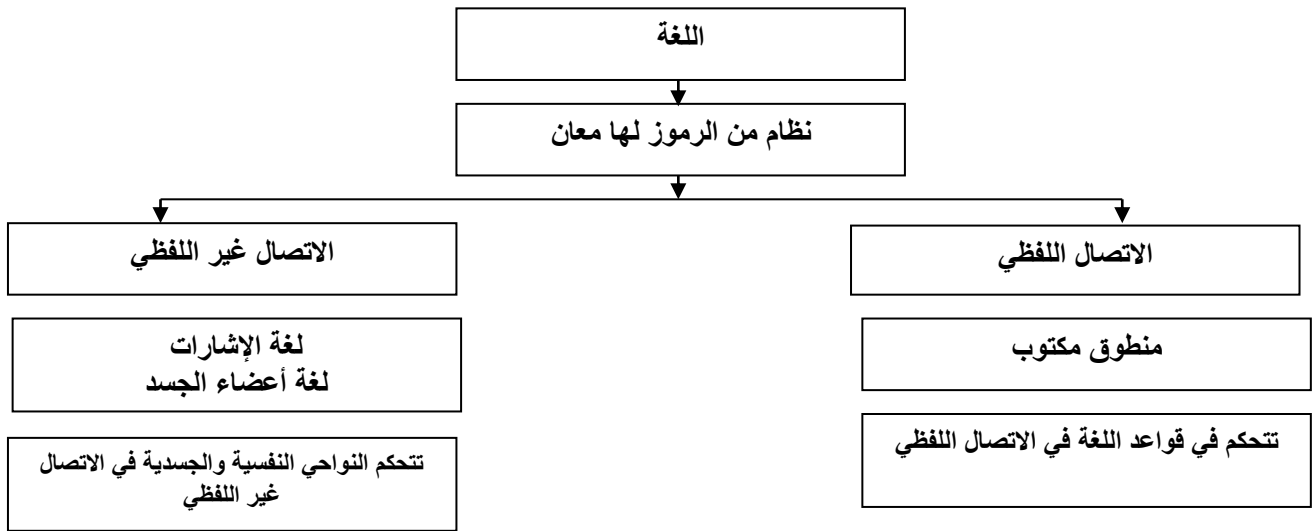 اللغة
نظام من الرموز لها معان
الاتصال اللفظي
الاتصال غير اللفظي
منطوق مكتوب
لغة الإشارات
لغة أعضاء الجسد
تتحكم في قواعد اللغة في الاتصال اللفظي
تتحكم النواحي النفسية والجسدية في الاتصال
غير اللفظي